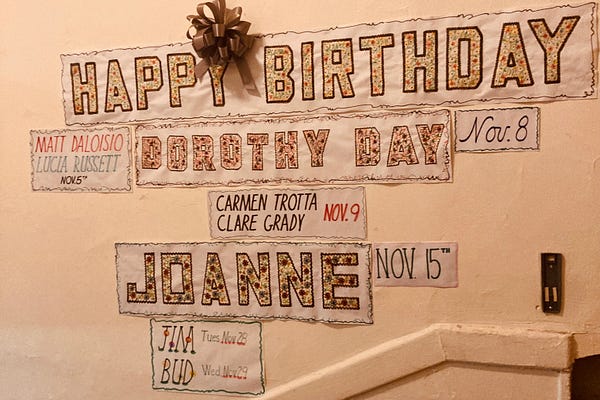 HAPPY BIRTHDAY
MATT DALOISIO
LUCIA RUSSETT
NOV. 5TH
DOROTHY DAY
Nov. 8
CARMEN TROTTA
CLARE GRADY
NOV. 9
JOANNE
NOV. 15TH
JIM Tues. Nov 28
BUD Wed. Nov 29